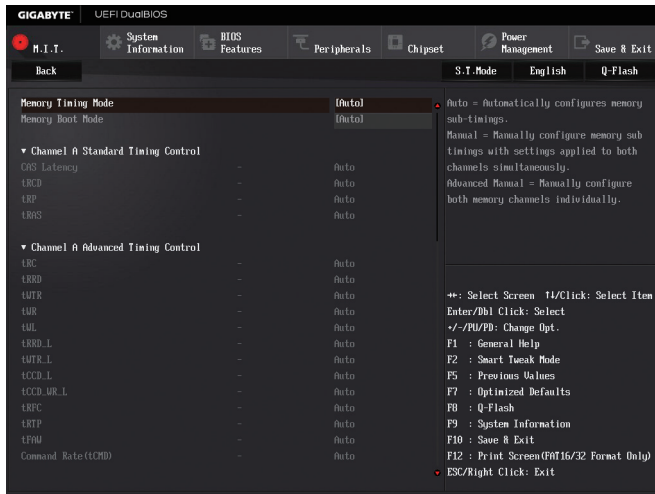 GIGABYTE™ UEFI DualBIOS
M.I.T.
System Information
BIOS Features
Peripherals
Chipset
Power Management
Save & Exit
Back
S.T.Mode English Q-Flash
Memory Timing Mode [Auto]
Memory Boot Mode [Auto]
▼ Channel A Standard Timing Control
CAS Latency - Auto
tRCD - Auto
tRP - Auto
tRAS - Auto
▼ Channel A Advanced Timing Control
tRC - Auto
tRRD - Auto
tWTR - Auto
tWR - Auto
tWL - Auto
tRRD_L - Auto
tWTR_L - Auto
tCCD_L - Auto
tCCD_WR_L - Auto
tRFC - Auto
tRTP - Auto
tFAW - Auto
Command Rate(tCMD) - Auto
Auto = Automatically configures memory
sub-timings.
Manual = Manually configure memory sub
timings with settings applied to both
channels simultaneously.
Advanced Manual = Manually configure
both memory channels individually.
→←: Select Screen ↑↓/Click: Select Item
Enter/Dbl Click: Select
+/-/PU/PD: Change Opt.
F1 : General Help
F2 : Smart Tweak Mode
F5 : Previous Values
F7 : Optimized Defaults
F8 : Q-Flash
F9 : System Information
F10 : Save & Exit
F12 : Print Screen(FAT16/32 Format Only)
ESC/Right Click: Exit